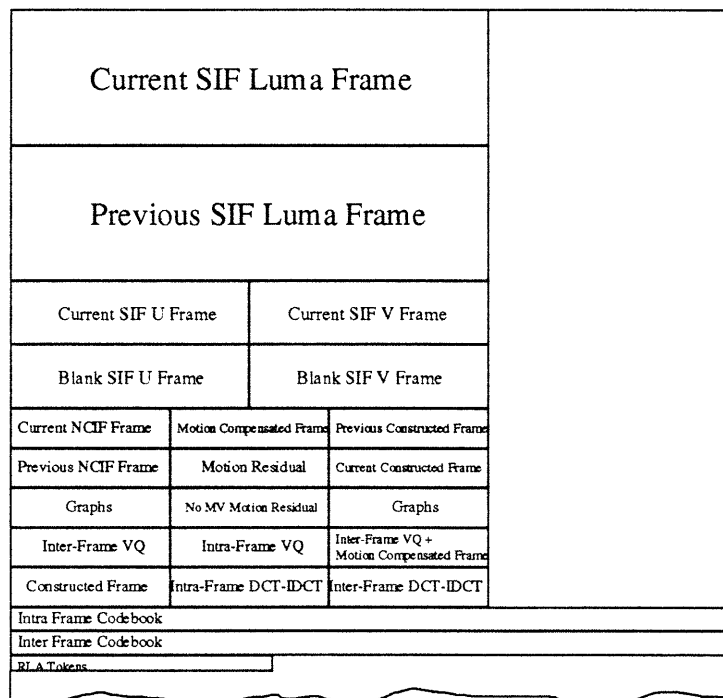 Current SIF Luma Frame
Previous SIF Luma Frame
Current SIF U Frame
Current SIF V Frame
Blank SIF U Frame
Blank SIF V Frame
Current NCIF Frame
Motion Compensated Frame
Previous Constructed Frame
Previous NCIF Frame
Motion Residual
Current Constructed Frame
Graphs
No MV Motion Residual
Graphs
Inter-Frame VQ
Intra-Frame VQ
Inter-Frame VQ +
Motion Compensated Frame
Constructed Frame
Intra-Frame DCT-IDCT
Inter-Frame DCT-IDCT
Intra Frame Codebook
Inter Frame Codebook
RLA Tokens